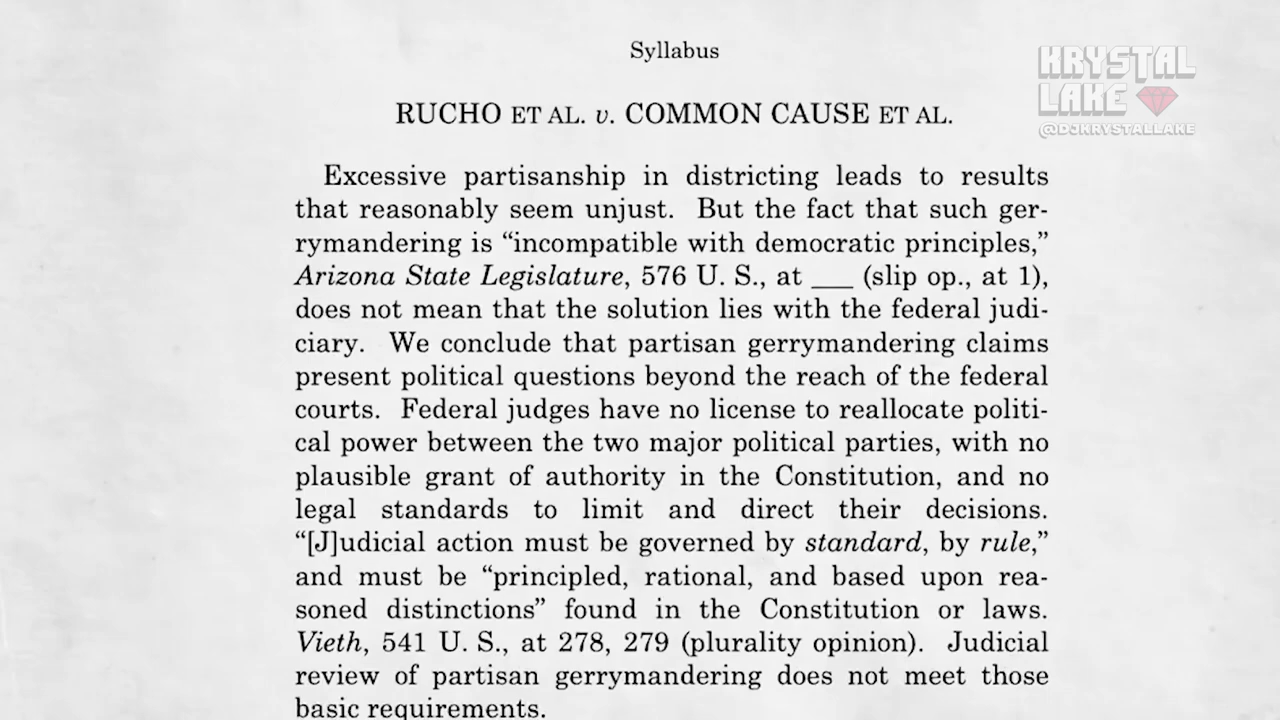 Syllabus
KRYSTAL
LAKE
@DJKRYSTALLAKE
RUCHO ET AL. v. COMMON CAUSE ET AL.
Excessive partisanship in districting leads to results
that reasonably seem unjust. But the fact that such ger-
rymandering is “incompatible with democratic principles,”
Arizona State Legislature, 576 U. S., at ___ (slip op., at 1),
does not mean that the solution lies with the federal judi-
ciary. We conclude that partisan gerrymandering claims
present political questions beyond the reach of the federal
courts. Federal judges have no license to reallocate politi-
cal power between the two major political parties, with no
plausible grant of authority in the Constitution, and no
legal standards to limit and direct their decisions.
“[J]udicial action must be governed by standard, by rule,”
and must be “principled, rational, and based upon rea-
soned distinctions” found in the Constitution or laws.
Vieth, 541 U. S., at 278, 279 (plurality opinion). Judicial
review of partisan gerrymandering does not meet those
basic requirements.